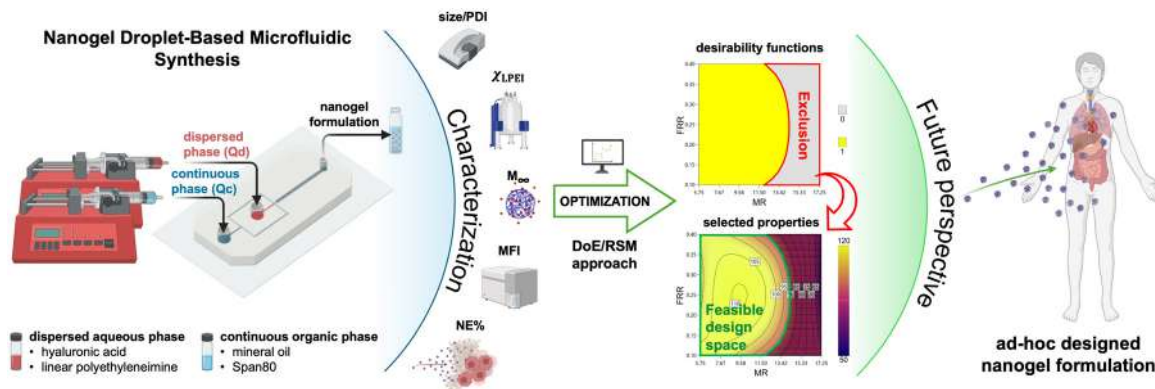 Nanogel Droplet-Based Microfluidic
Synthesis
nanogel
formulation
dispersed
phase (Qd)
continuous
phase (Qc)
dispersed aqueous phase
• hyaluronic acid
• linear polyethyleneimine
continuous organic phase
• mineral oil
• Span80
Characterization
size/PDI
χLPEI
M∞
MFI
NE%
OPTIMIZATION
DoE/RSM
approach
desirability functions
Exclusion
FRR
MR
0
1
selected properties
Feasible
design
space
FRR
MR
120
50
Future perspective
ad-hoc designed
nanogel formulation